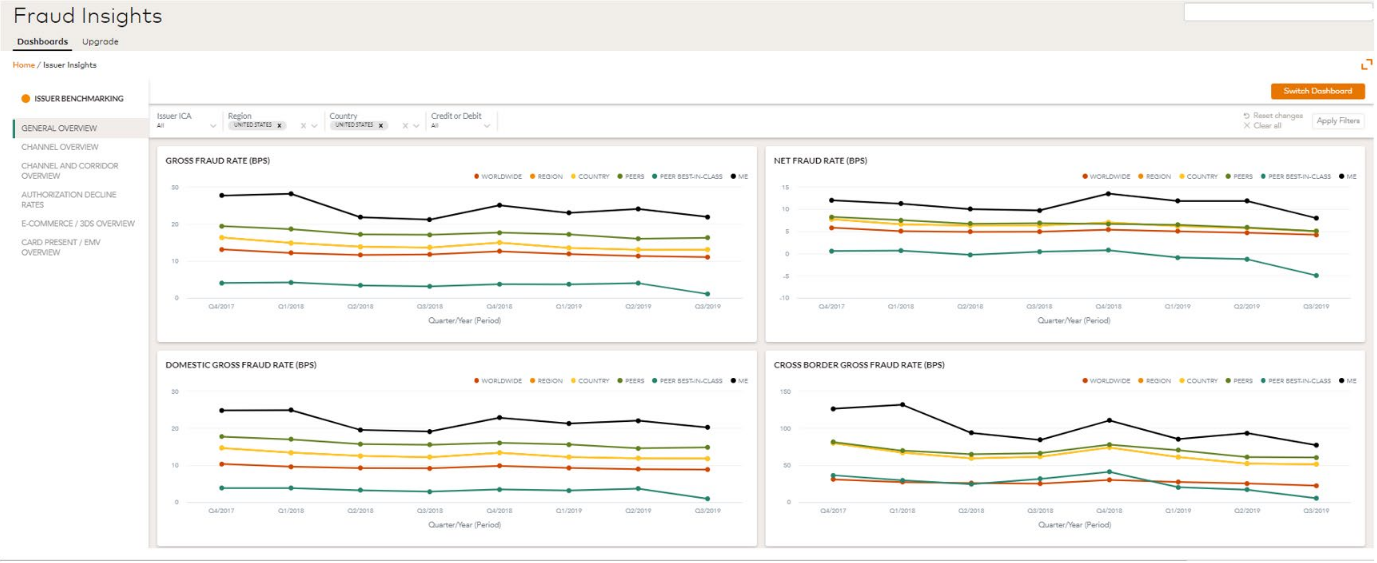 Fraud Insights
Dashboards Upgrade
Home / Issuer Insights
ISSUER BENCHMARKING
Switch Dashboard
GENERAL OVERVIEW
CHANNEL OVERVIEW
CHANNEL AND CORRIDOR
OVERVIEW
AUTHORIZATION DECLINE
RATES
E-COMMERCE / 3DS OVERVIEW
CARD PRESENT / EMV
OVERVIEW
Issuer ICA
All
Region
UNITED STATES x
Country
UNITED STATES x
Credit or Debit
All
Reset changes
Clear all
Apply Filters
GROSS FRAUD RATE (BPS)
WORLDWIDE REGION COUNTRY PEERS PEER BEST-IN-CLASS ME
30
20
10
0
Q4/2017 Q1/2018 Q2/2018 Q3/2018 Q4/2018 Q1/2019 Q2/2019 Q3/2019
Quarter/Year (Period)
NET FRAUD RATE (BPS)
WORLDWIDE REGION COUNTRY PEERS PEER BEST-IN-CLASS ME
15
10
5
0
-5
-10
Q4/2017 Q1/2018 Q2/2018 Q3/2018 Q4/2018 Q1/2019 Q2/2019 Q3/2019
Quarter/Year (Period)
DOMESTIC GROSS FRAUD RATE (BPS)
WORLDWIDE REGION COUNTRY PEERS PEER BEST-IN-CLASS ME
30
20
10
0
Q4/2017 Q1/2018 Q2/2018 Q3/2018 Q4/2018 Q1/2019 Q2/2019 Q3/2019
Quarter/Year (Period)
CROSS BORDER GROSS FRAUD RATE (BPS)
WORLDWIDE REGION COUNTRY PEERS PEER BEST-IN-CLASS ME
150
100
50
0
Q4/2017 Q1/2018 Q2/2018 Q3/2018 Q4/2018 Q1/2019 Q2/2019 Q3/2019
Quarter/Year (Period)